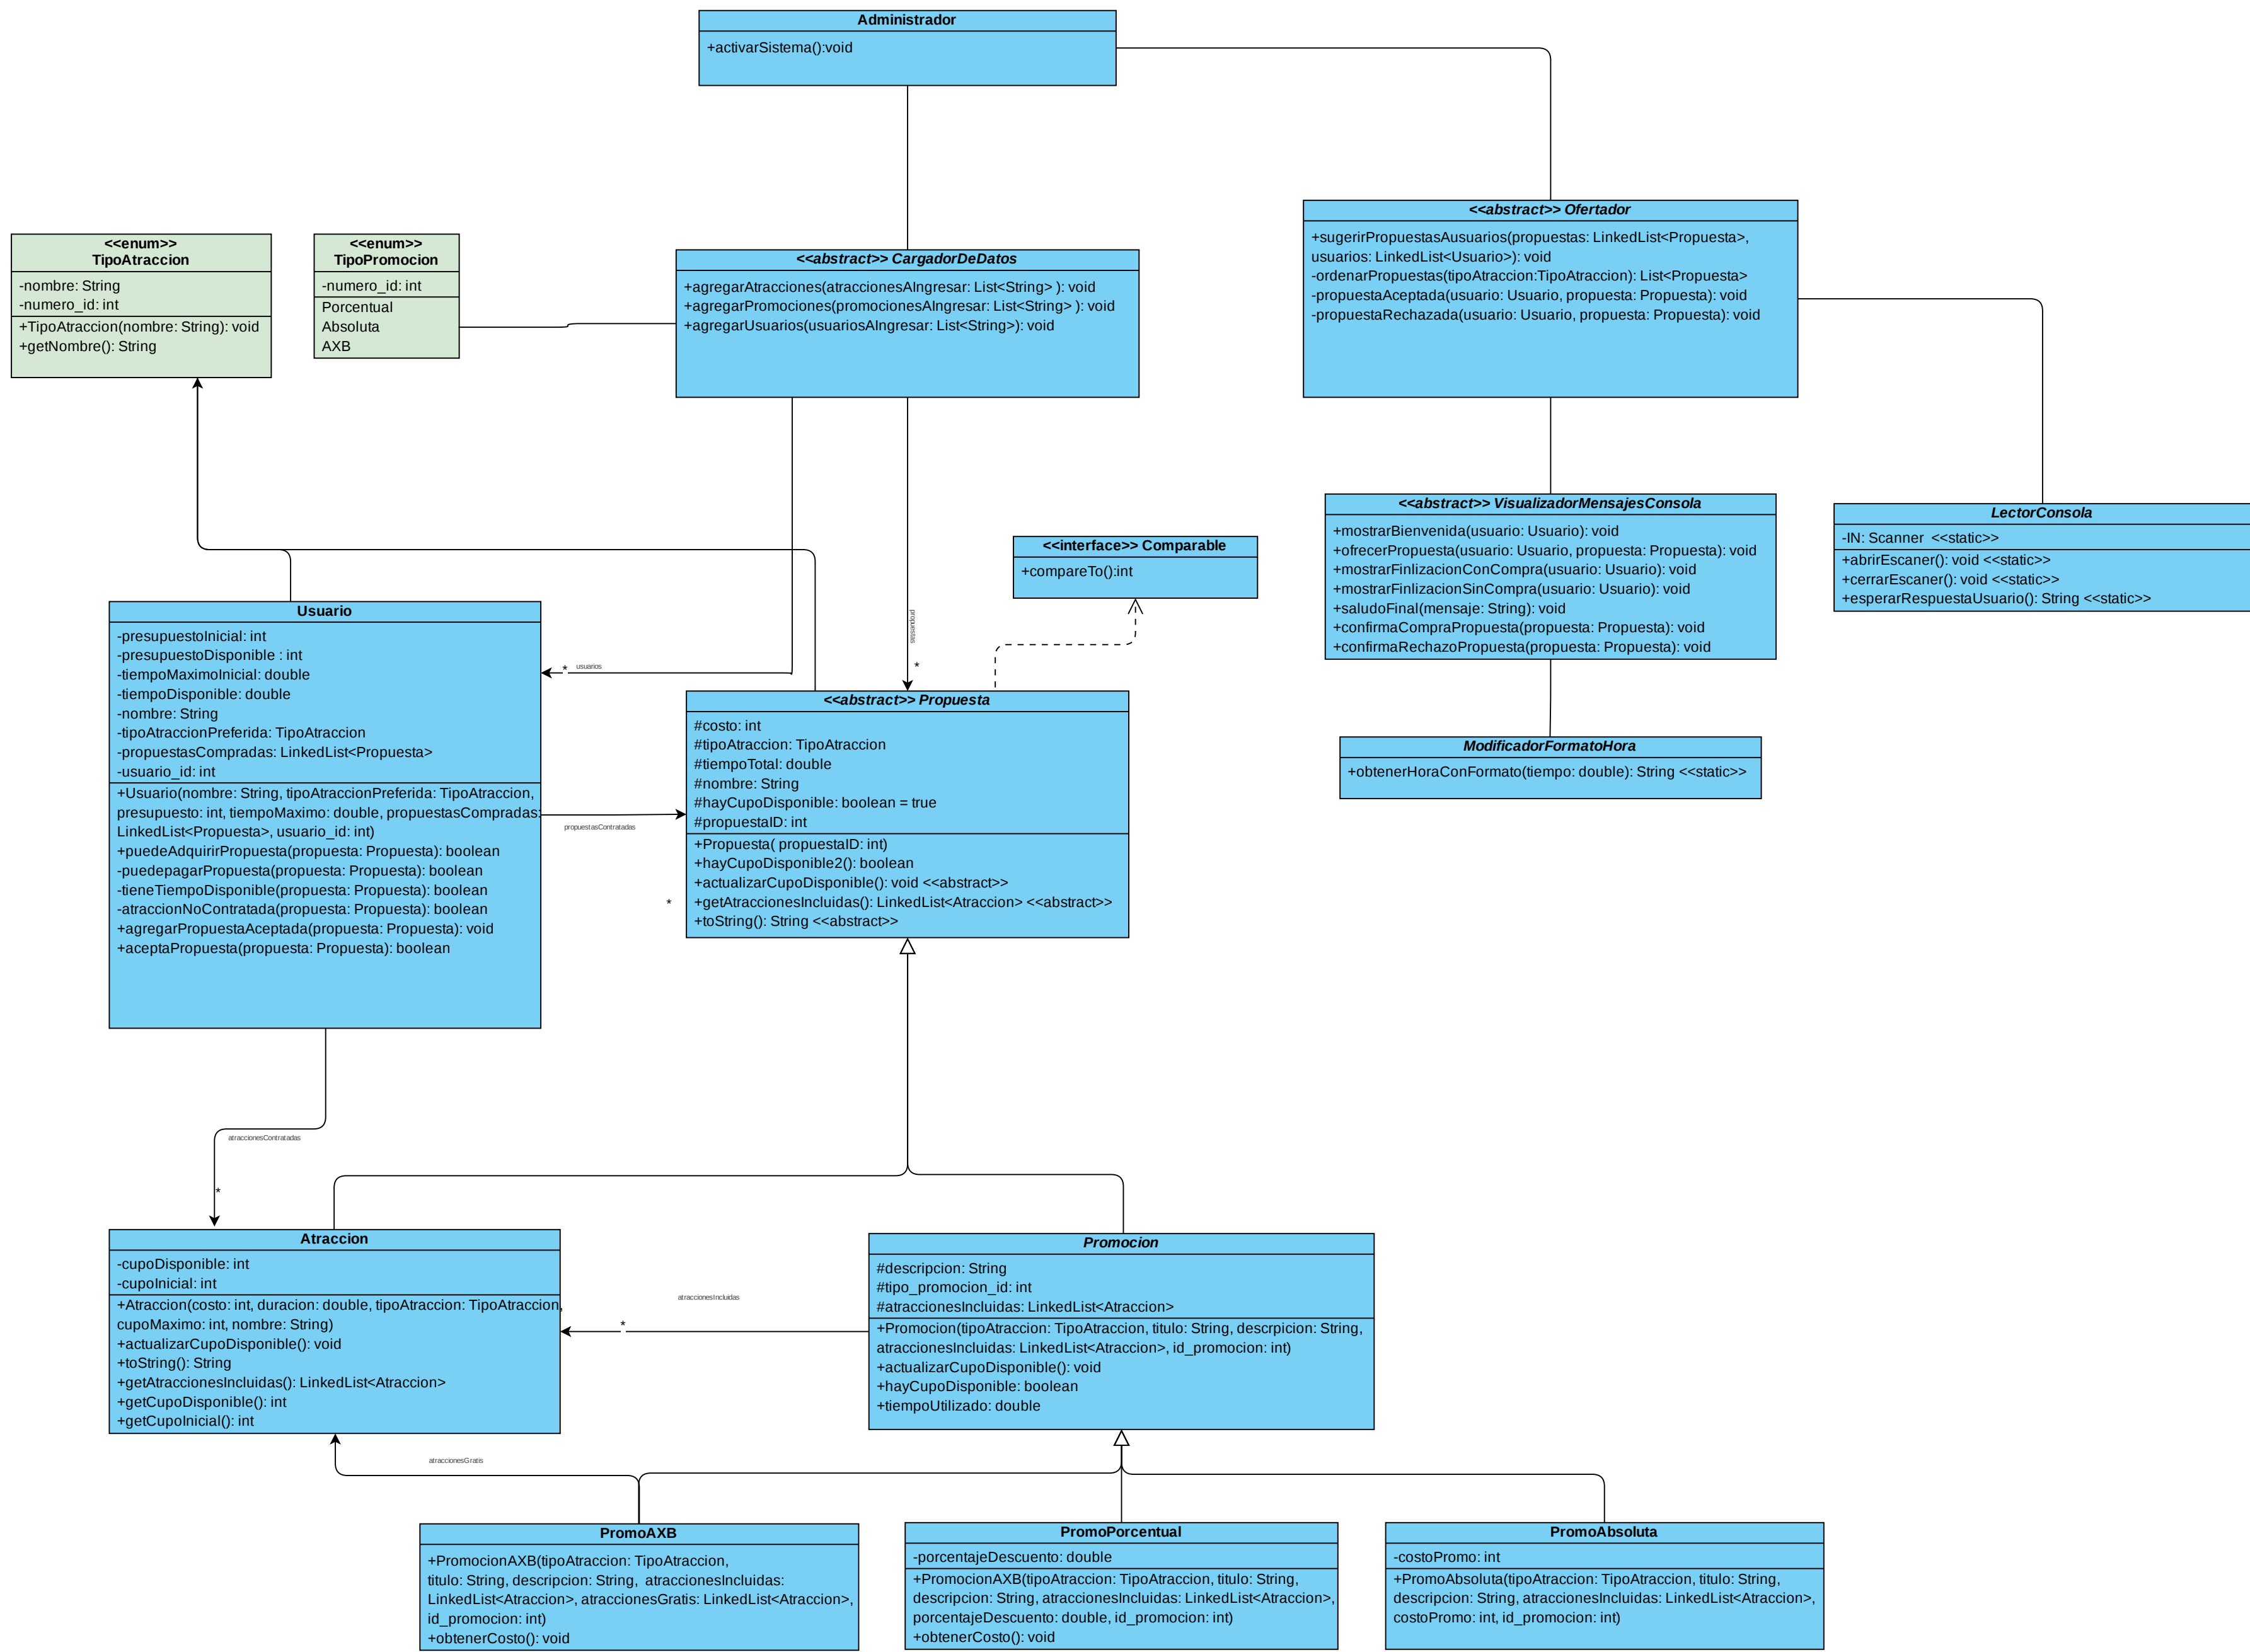 Administrador
+activarSistema():void
<<abstract>> Ofertador
+sugerirPropuestasAusuarios(propuestas: LinkedList<Propuesta>,
usuarios: LinkedList<Usuario>): void
-ordenarPropuestas(tipoAtraccion:TipoAtraccion): List<Propuesta>
-propuestaAceptada(usuario: Usuario, propuesta: Propuesta): void
-propuestaRechazada(usuario: Usuario, propuesta: Propuesta): void
<<enum>>
TipoAtraccion
-nombre: String
-numero_id: int
+TipoAtraccion(nombre: String): void
+getNombre(): String
<<enum>>
TipoPromocion
-numero_id: int
Porcentual
Absoluta
AXB
<<abstract>> CargadorDeDatos
+agregarAtracciones(atraccionesAIngresar: List<String> ): void
+agregarPromociones(promocionesAIngresar: List<String> ): void
+agregarUsuarios(usuariosAIngresar: List<String>): void
<<abstract>> VisualizadorMensajesConsola
+mostrarBienvenida(usuario: Usuario): void
+ofrecerPropuesta(usuario: Usuario, propuesta: Propuesta): void
+mostrarFinlizacionConCompra(usuario: Usuario): void
+mostrarFinlizacionSinCompra(usuario: Usuario): void
+saludoFinal(mensaje: String): void
+confirmaCompraPropuesta(propuesta: Propuesta): void
+confirmaRechazoPropuesta(propuesta: Propuesta): void
LectorConsola
-IN: Scanner  <<static>>
+abrirEscaner(): void <<static>>
+cerrarEscaner(): void <<static>>
+esperarRespuestaUsuario(): String <<static>>
<<interface>> Comparable
+compareTo():int
Usuario
-presupuestoInicial: int
-presupuestoDisponible : int
-tiempoMaximoInicial: double
-tiempoDisponible: double
-nombre: String
-tipoAtraccionPreferida: TipoAtraccion
-propuestasCompradas: LinkedList<Propuesta>
-usuario_id: int
+Usuario(nombre: String, tipoAtraccionPreferida: TipoAtraccion,
presupuesto: int, tiempoMaximo: double, propuestasCompradas:
LinkedList<Propuesta>, usuario_id: int)
+puedeAdquirirPropuesta(propuesta: Propuesta): boolean
-puedepagarPropuesta(propuesta: Propuesta): boolean
-tieneTiempoDisponible(propuesta: Propuesta): boolean
-atraccionNoContratada(propuesta: Propuesta): boolean
+agregarPropuestaAceptada(propuesta: Propuesta): void
+aceptaPropuesta(propuesta: Propuesta): boolean
* usuarios
propuestas
*
<<abstract>> Propuesta
#costo: int
#tipoAtraccion: TipoAtraccion
#tiempoTotal: double
#nombre: String
#hayCupoDisponible: boolean = true
#propuestaID: int
+Propuesta( propuestaID: int)
+hayCupoDisponible2(): boolean
+actualizarCupoDisponible(): void <<abstract>>
+getAtraccionesIncluidas(): LinkedList<Atraccion> <<abstract>>
+toString(): String <<abstract>>
propuestasContratadas
*
ModificadorFormatoHora
+obtenerHoraConFormato(tiempo: double): String <<static>>
atraccionesContratadas
*
Atraccion
-cupoDisponible: int
-cupoInicial: int
+Atraccion(costo: int, duracion: double, tipoAtraccion: TipoAtraccion,
cupoMaximo: int, nombre: String)
+actualizarCupoDisponible(): void
+toString(): String
+getAtraccionesIncluidas(): LinkedList<Atraccion>
+getCupoDisponible(): int
+getCupoInicial(): int
atraccionesIncluidas
*
Promocion
#descripcion: String
#tipo_promocion_id: int
#atraccionesIncluidas: LinkedList<Atraccion>
+Promocion(tipoAtraccion: TipoAtraccion, titulo: String, descrpicion: String,
atraccionesIncluidas: LinkedList<Atraccion>, id_promocion: int)
+actualizarCupoDisponible(): void
+hayCupoDisponible: boolean
+tiempoUtilizado: double
atraccionesGratis
PromoAXB
+PromocionAXB(tipoAtraccion: TipoAtraccion,
titulo: String, descripcion: String,  atraccionesIncluidas:
LinkedList<Atraccion>, atraccionesGratis: LinkedList<Atraccion>,
id_promocion: int)
+obtenerCosto(): void
PromoPorcentual
-porcentajeDescuento: double
+PromocionAXB(tipoAtraccion: TipoAtraccion, titulo: String,
descripcion: String, atraccionesIncluidas: LinkedList<Atraccion>,
porcentajeDescuento: double, id_promocion: int)
+obtenerCosto(): void
PromoAbsoluta
-costoPromo: int
+PromoAbsoluta(tipoAtraccion: TipoAtraccion, titulo: String,
descripcion: String, atraccionesIncluidas: LinkedList<Atraccion>,
costoPromo: int, id_promocion: int)